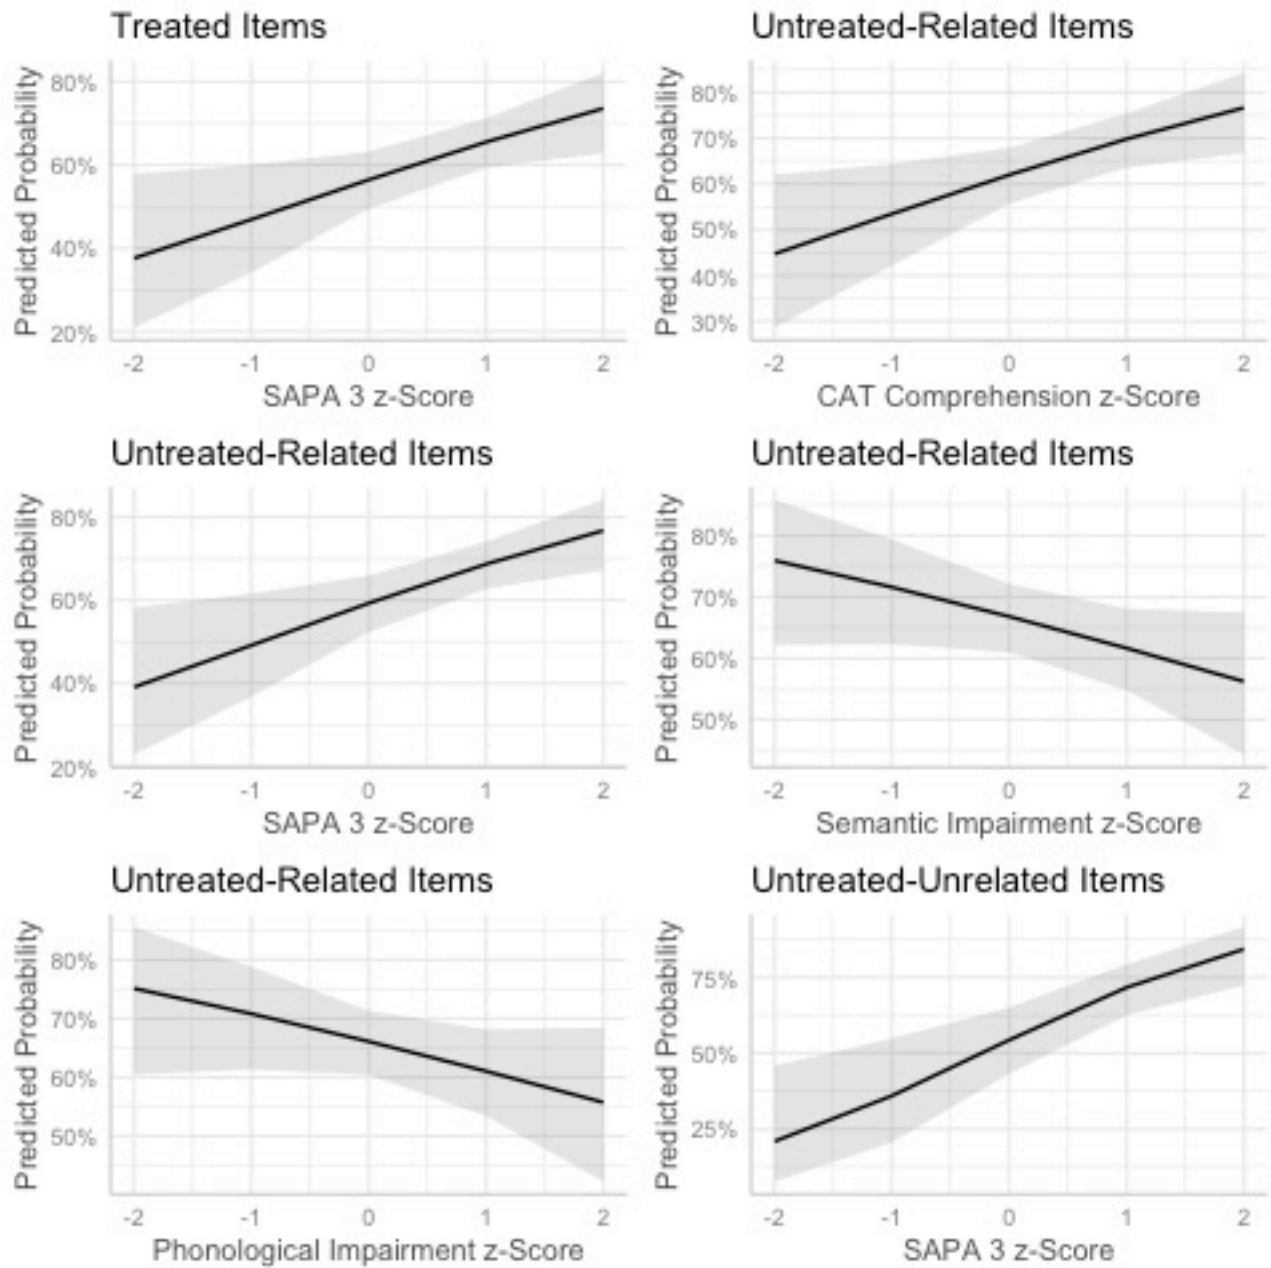 Treated Items
Predicted Probability
80%
60%
40%
20%
-2 -1 0 1 2
SAPA 3 z-Score
Untreated-Related Items
Predicted Probability
80%
70%
60%
50%
40%
30%
-2 -1 0 1 2
CAT Comprehension z-Score
Untreated-Related Items
Predicted Probability
80%
60%
40%
20%
-2 -1 0 1 2
SAPA 3 z-Score
Untreated-Related Items
Predicted Probability
80%
70%
60%
50%
-2 -1 0 1 2
Semantic Impairment z-Score
Untreated-Related Items
Predicted Probability
80%
70%
60%
50%
-2 -1 0 1 2
Phonological Impairment z-Score
Untreated-Unrelated Items
Predicted Probability
75%
50%
25%
-2 -1 0 1 2
SAPA 3 z-Score